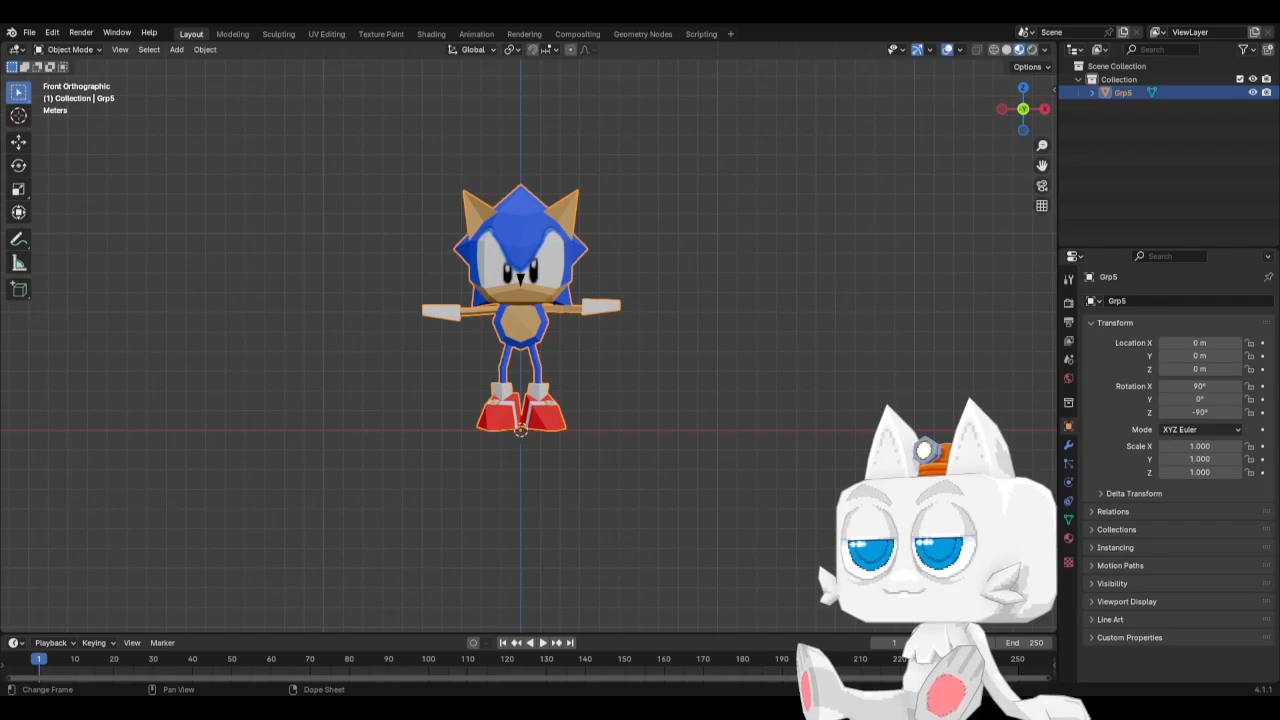 File Edit Render Window Help Layout Modeling Sculpting UV Editing Texture Paint Shading Animation Rendering Compositing Geometry Nodes Scripting + Scene ViewLayer
Object Mode View Select Add Object Global Search
Options
Front Orthographic
(1) Collection | Grp5
Meters
Z
Y
X
Scene Collection
Collection
Grp5
Search
Grp5
Grp5
Transform
Location X 0 m
Y 0 m
Z 0 m
Rotation X 90°
Y 0°
Z -90°
Mode XYZ Euler
Scale X 1.000
Y 1.000
Z 1.000
Delta Transform
Relations
Collections
Instancing
Motion Paths
Visibility
Viewport Display
Line Art
Custom Properties
Playback Keying View Marker 1 End 250
1 10 20 30 40 50 60 70 80 90 100 110 120 130 140 150 160 170 180 190 200 210 250
Change Frame Pan View Dope Sheet 4.1.1